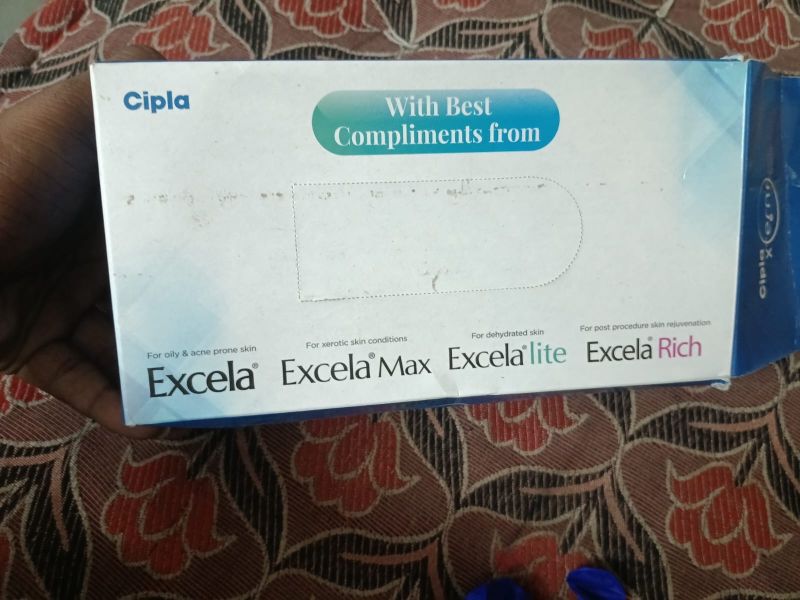 Cipla
With Best
Compliments from
For oily & acne prone skin
Excela®
For xerotic skin conditions
Excela® Max
For dehydrated skin
Excela® lite
For post procedure skin rejuvenation
Excela® Rich
Cipla